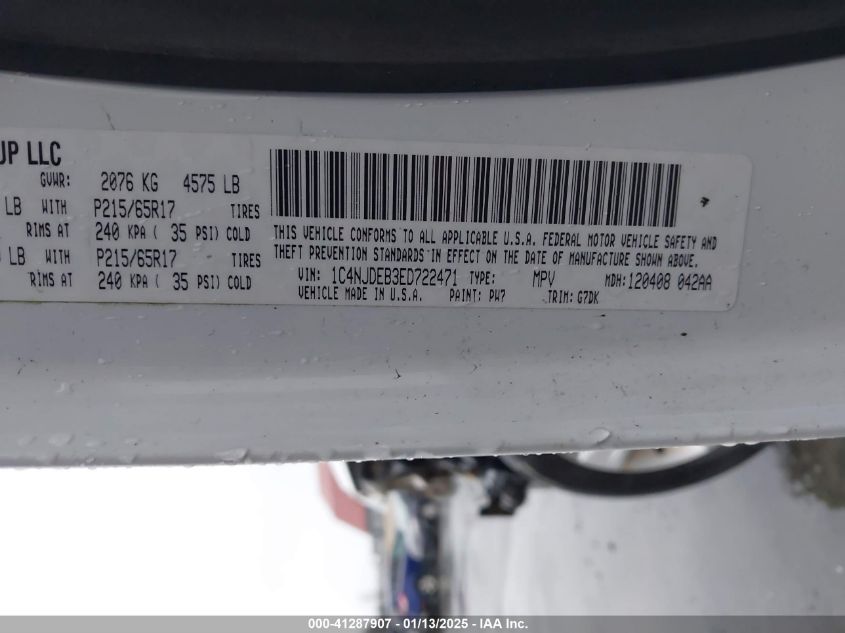 UP LLC
GVWR: 2076 KG 4575 LB
LB WITH P215/65R17 TIRES
RIMS AT 240 KPA ( 35 PSI) COLD
LB WITH P215/65R17 TIRES
RIMS AT 240 KPA ( 35 PSI) COLD
THIS VEHICLE CONFORMS TO ALL APPLICABLE U.S.A. FEDERAL MOTOR VEHICLE SAFETY AND
THEFT PREVENTION STANDARDS IN EFFECT ON THE DATE OF MANUFACTURE SHOWN ABOVE.
VIN: 1C4NJDEB3ED722471 TYPE: MPV MDH:120408 042AA
VEHICLE MADE IN U.S.A. PAINT: PW7 TRIM: G7DK
000-41287907 - 01/13/2025 - IAA Inc.